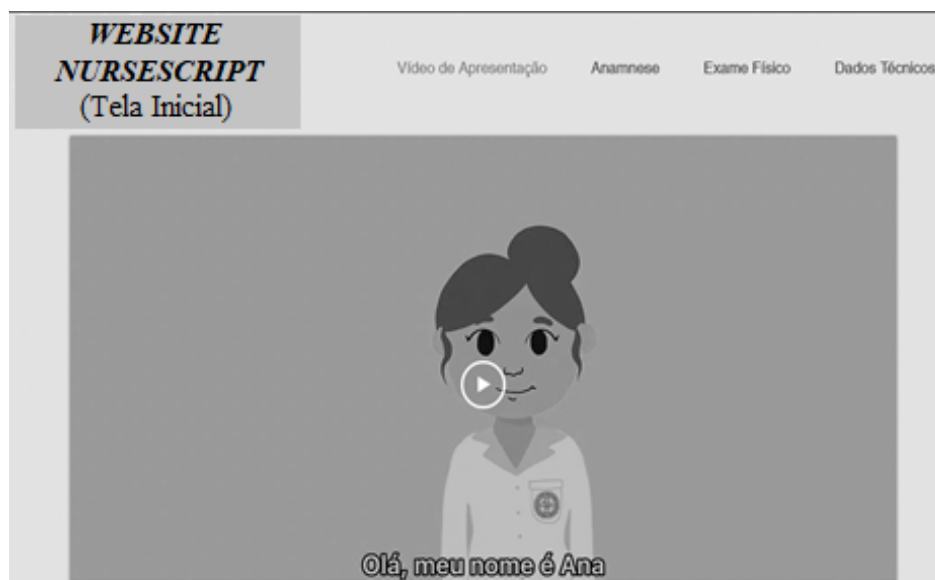 WEBSITE
NURSESCRIPT
(Tela Inicial)
Vídeo de Apresentação Anamnese Exame Físico Dados Técnicos
Olá, meu nome é Ana